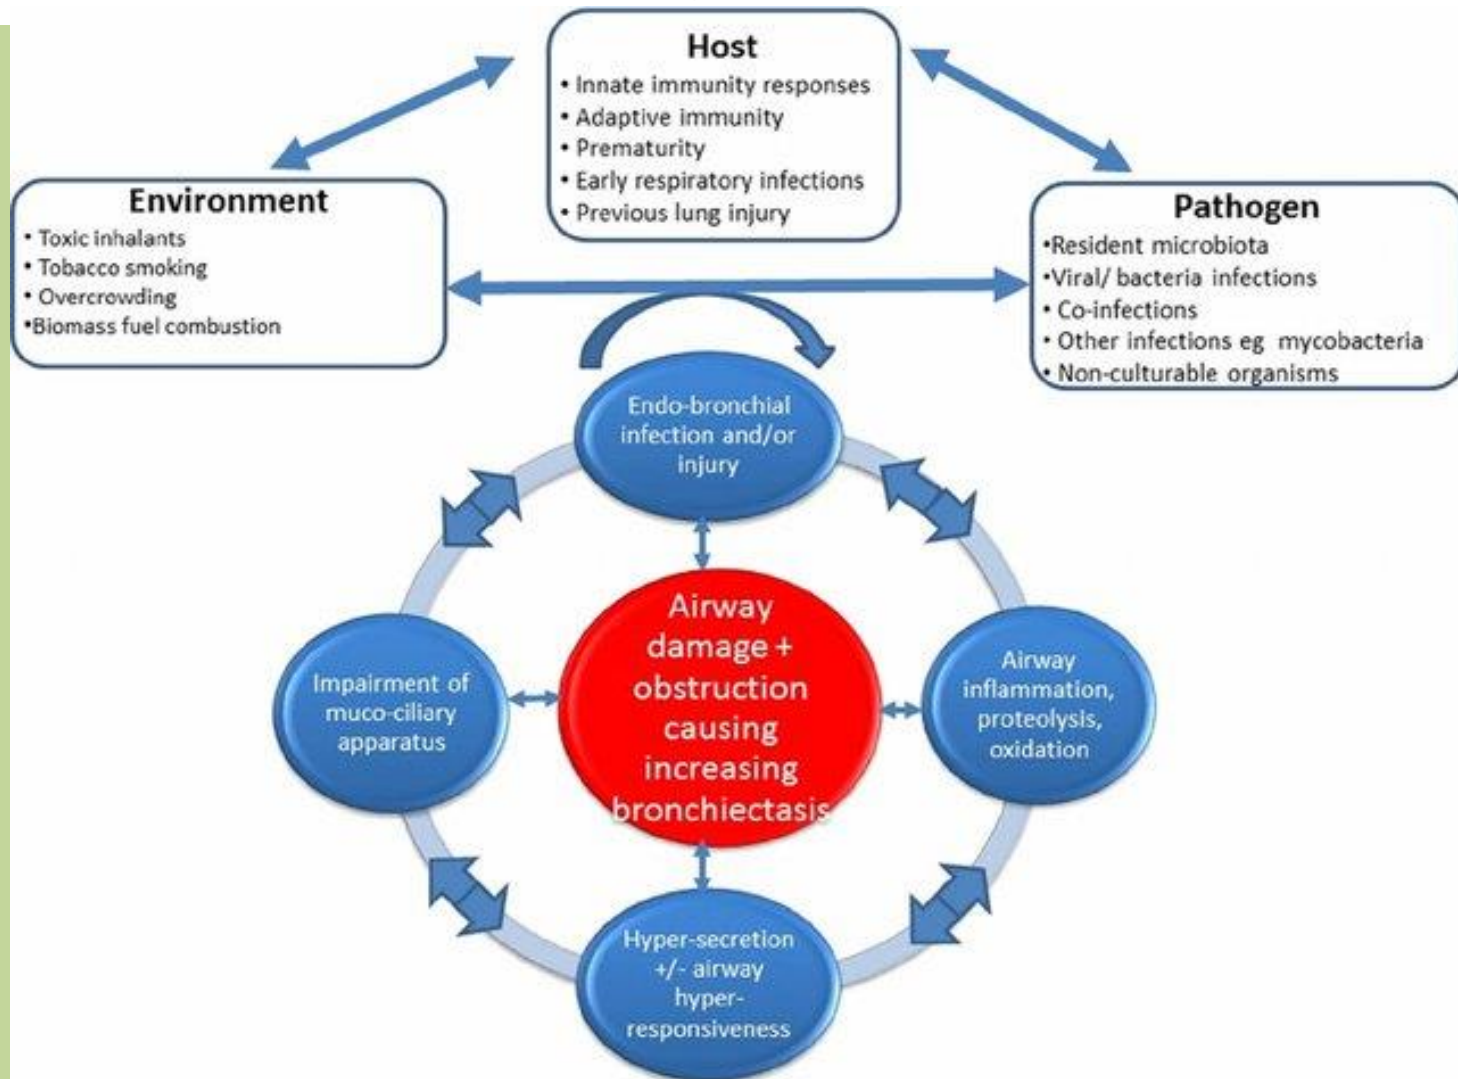 Host
• Innate immunity responses
• Adaptive immunity
• Prematurity
• Early respiratory infections
• Previous lung injury
Environment
• Toxic inhalants
• Tobacco smoking
• Overcrowding
•Biomass fuel combustion
Pathogen
•Resident microbiota
•Viral/ bacteria infections
• Co-infections
• Other infections eg mycobacteria
• Non-culturable organisms
Endo-bronchial
infection and/or
injury
Impairment of
muco-ciliary
apparatus
Airway
damage +
obstruction
causing
increasing
bronchiectasis
Airway
inflammation,
proteolysis,
oxidation
Hyper-secretion
+/- airway
hyper-
responsiveness